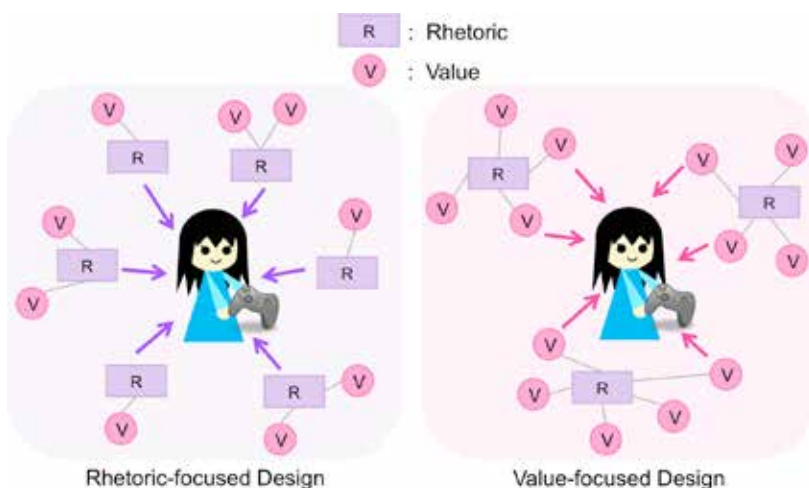 R : Rhetoric
V : Value
V V V
R R
V V
R R
V
R V
R
V V
V
V V V
R
R
V V
V V
V
V
R
V
V V
V
Rhetoric-focused Design
Value-focused Design